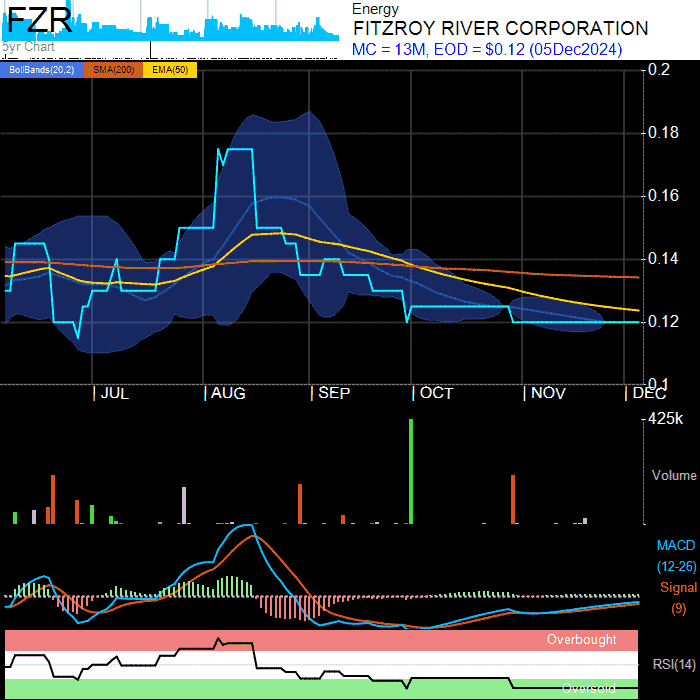 FZR
Energy
FITZROY RIVER CORPORATION
5yr Chart
MC = 13M, EOD = $0.12 (05Dec2024)
BollBands(20,2) SMA(200) EMA(50)
0.2
0.18
0.16
0.14
0.12
0.1
JUL AUG SEP OCT NOV DEC
425k
Volume
MACD
(12-26)
Signal
(9)
Overbought
RSI(14)
Oversold